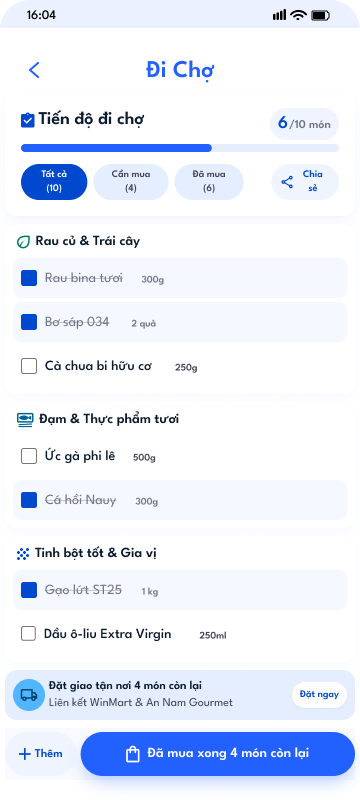 16:04
Đi Chợ
Tiến độ đi chợ
6/10 món
Tất cả
(10)
Cần mua
(4)
Đã mua
(6)
Chia
sẻ
Rau củ & Trái cây
Rau bina tươi 300g
Bơ sáp 034 2 quả
Cà chua bi hữu cơ 250g
Đạm & Thực phẩm tươi
Ức gà phi lê 500g
Cá hồi Nauy 300g
Tinh bột tốt & Gia vị
Gạo lứt ST25 1 kg
Dầu ô-liu Extra Virgin 250ml
Đặt giao tận nơi 4 món còn lại
Liên kết WinMart & An Nam Gourmet
Đặt ngay
Thêm
Đã mua xong 4 món còn lại